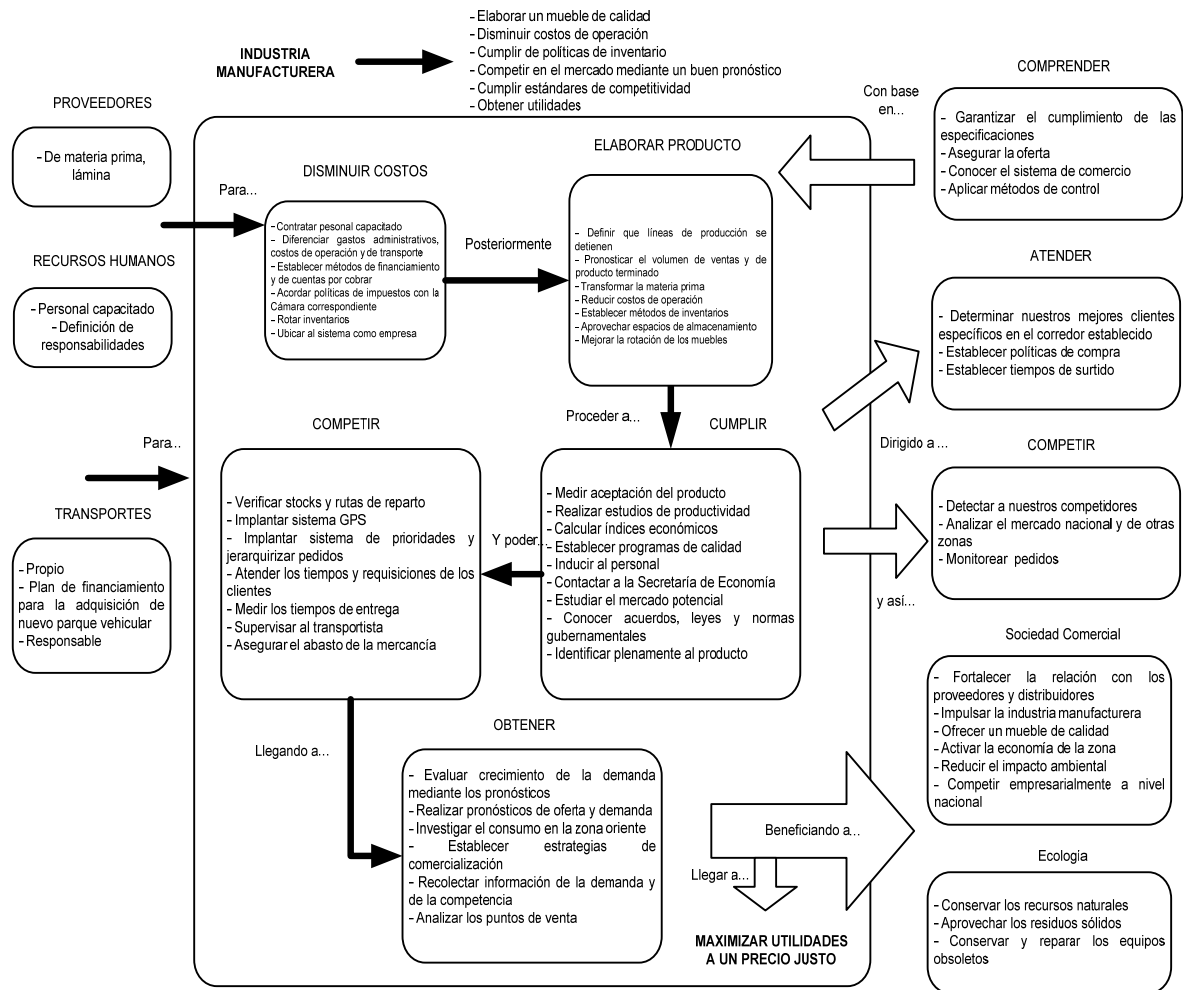 INDUSTRIA
MANUFACTURERA
- Elaborar un mueble de calidad
- Disminuir costos de operación
- Cumplir de políticas de inventario
- Competir en el mercado mediante un buen pronóstico
- Cumplir estándares de competitividad
- Obtener utilidades
PROVEEDORES
- De materia prima,
lámina
RECURSOS HUMANOS
- Personal capacitado
- Definición de
responsabilidades
Para...
TRANSPORTES
- Propio
- Plan de financiamiento
para la adquisición de
nuevo parque vehicular
- Responsable
Para...
DISMINUIR COSTOS
- Contratar pesonal capacitado
- Diferenciar gastos administrativos,
costos de operación y de transporte
- Establecer métodos de financiamiento
y de cuentas por cobrar
- Acordar políticas de impuestos con la
Cámara correspondiente
- Rotar inventarios
- Ubicar al sistema como empresa
Posteriormente
ELABORAR PRODUCTO
- Definir que líneas de producción se
detienen
- Pronosticar el volumen de ventas y de
producto terminado
- Transformar la materia prima
- Reducir costos de operación
- Establecer métodos de inventarios
- Aprovechar espacios de almacenamiento
- Mejorar la rotación de los muebles
Proceder a...
CUMPLIR
- Medir aceptación del producto
- Realizar estudios de productividad
- Calcular índices económicos
- Establecer programas de calidad
- Inducir al personal
- Contactar a la Secretaría de Economía
- Estudiar el mercado potencial
- Conocer acuerdos, leyes y normas
gubernamentales
- Identificar plenamente al producto
Y poder...
COMPETIR
- Verificar stocks y rutas de reparto
- Implantar sistema GPS
- Implantar sistema de prioridades y
jerarquirizar pedidos
- Atender los tiempos y requisiciones de los
clientes
- Medir los tiempos de entrega
- Supervisar al transportista
- Asegurar el abasto de la mercancía
Llegando a...
OBTENER
- Evaluar crecimiento de la demanda
mediante los pronósticos
- Realizar pronósticos de oferta y demanda
- Investigar el consumo en la zona oriente
- Establecer estrategias de
comercialización
- Recolectar información de la demanda y
de la competencia
- Analizar los puntos de venta
Beneficiando a...
Llegar a...
MAXIMIZAR UTILIDADES
A UN PRECIO JUSTO
COMPRENDER
Con base
en...
- Garantizar el cumplimiento de las
especificaciones
- Asegurar la oferta
- Conocer el sistema de comercio
- Aplicar métodos de control
ATENDER
- Determinar nuestros mejores clientes
específicos en el corredor establecido
- Establecer políticas de compra
- Establecer tiempos de surtido
Dirigido a ...
COMPETIR
- Detectar a nuestros competidores
- Analizar el mercado nacional y de otras
zonas
- Monitorear pedidos
y así...
Sociedad Comercial
- Fortalecer la relación con los
proveedores y distribuidores
- Impulsar la industria manufacturera
- Ofrecer un mueble de calidad
- Activar la economía de la zona
- Reducir el impacto ambiental
- Competir empresarialmente a nivel
nacional
Ecología
- Conservar los recursos naturales
- Aprovechar los residuos sólidos
- Conservar y reparar los equipos
obsoletos